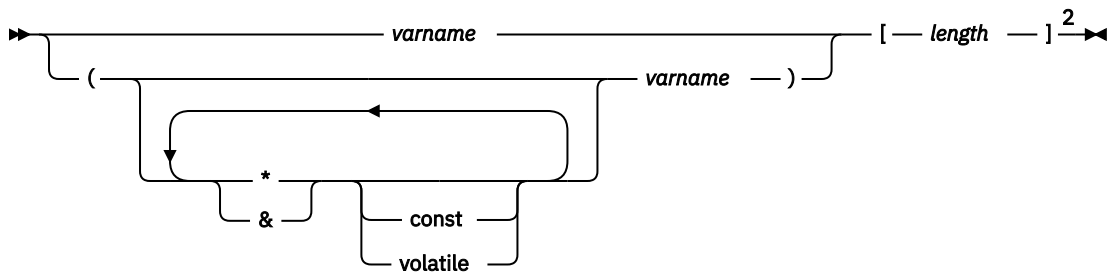 varname [ length ] 2
( varname )
*
&
const
volatile